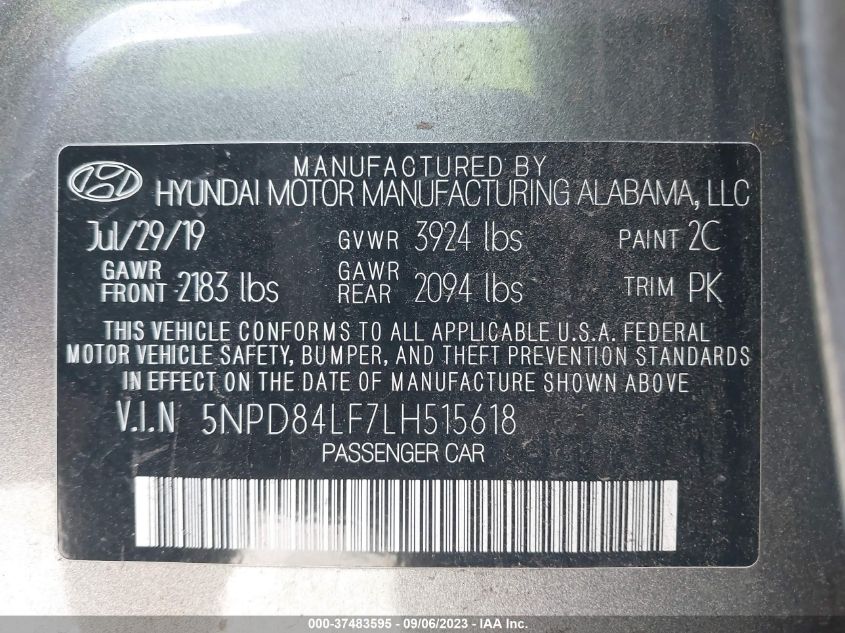 MANUFACTURED BY
HYUNDAI MOTOR MANUFACTURING ALABAMA, LLC
Jul/29/19 GVWR 3924 lbs PAINT 2C
GAWR FRONT 2183 lbs GAWR REAR 2094 lbs TRIM PK
THIS VEHICLE CONFORMS TO ALL APPLICABLE U.S.A. FEDERAL
MOTOR VEHICLE SAFETY, BUMPER, AND THEFT PREVENTION STANDARDS
IN EFFECT ON THE DATE OF MANUFACTURE SHOWN ABOVE.
V.I.N 5NPD84LF7LH515618
PASSENGER CAR
000-37483595 - 09/06/2023 - IAAI.com